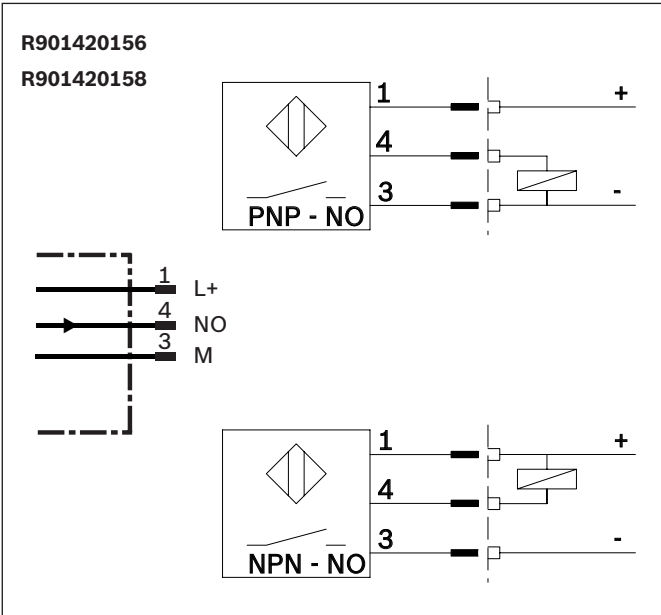 R901420156
R901420158
1
+
4
3
-
PNP - NO
1 L+
4 NO
3 M
1
+
4
3
-
NPN - NO